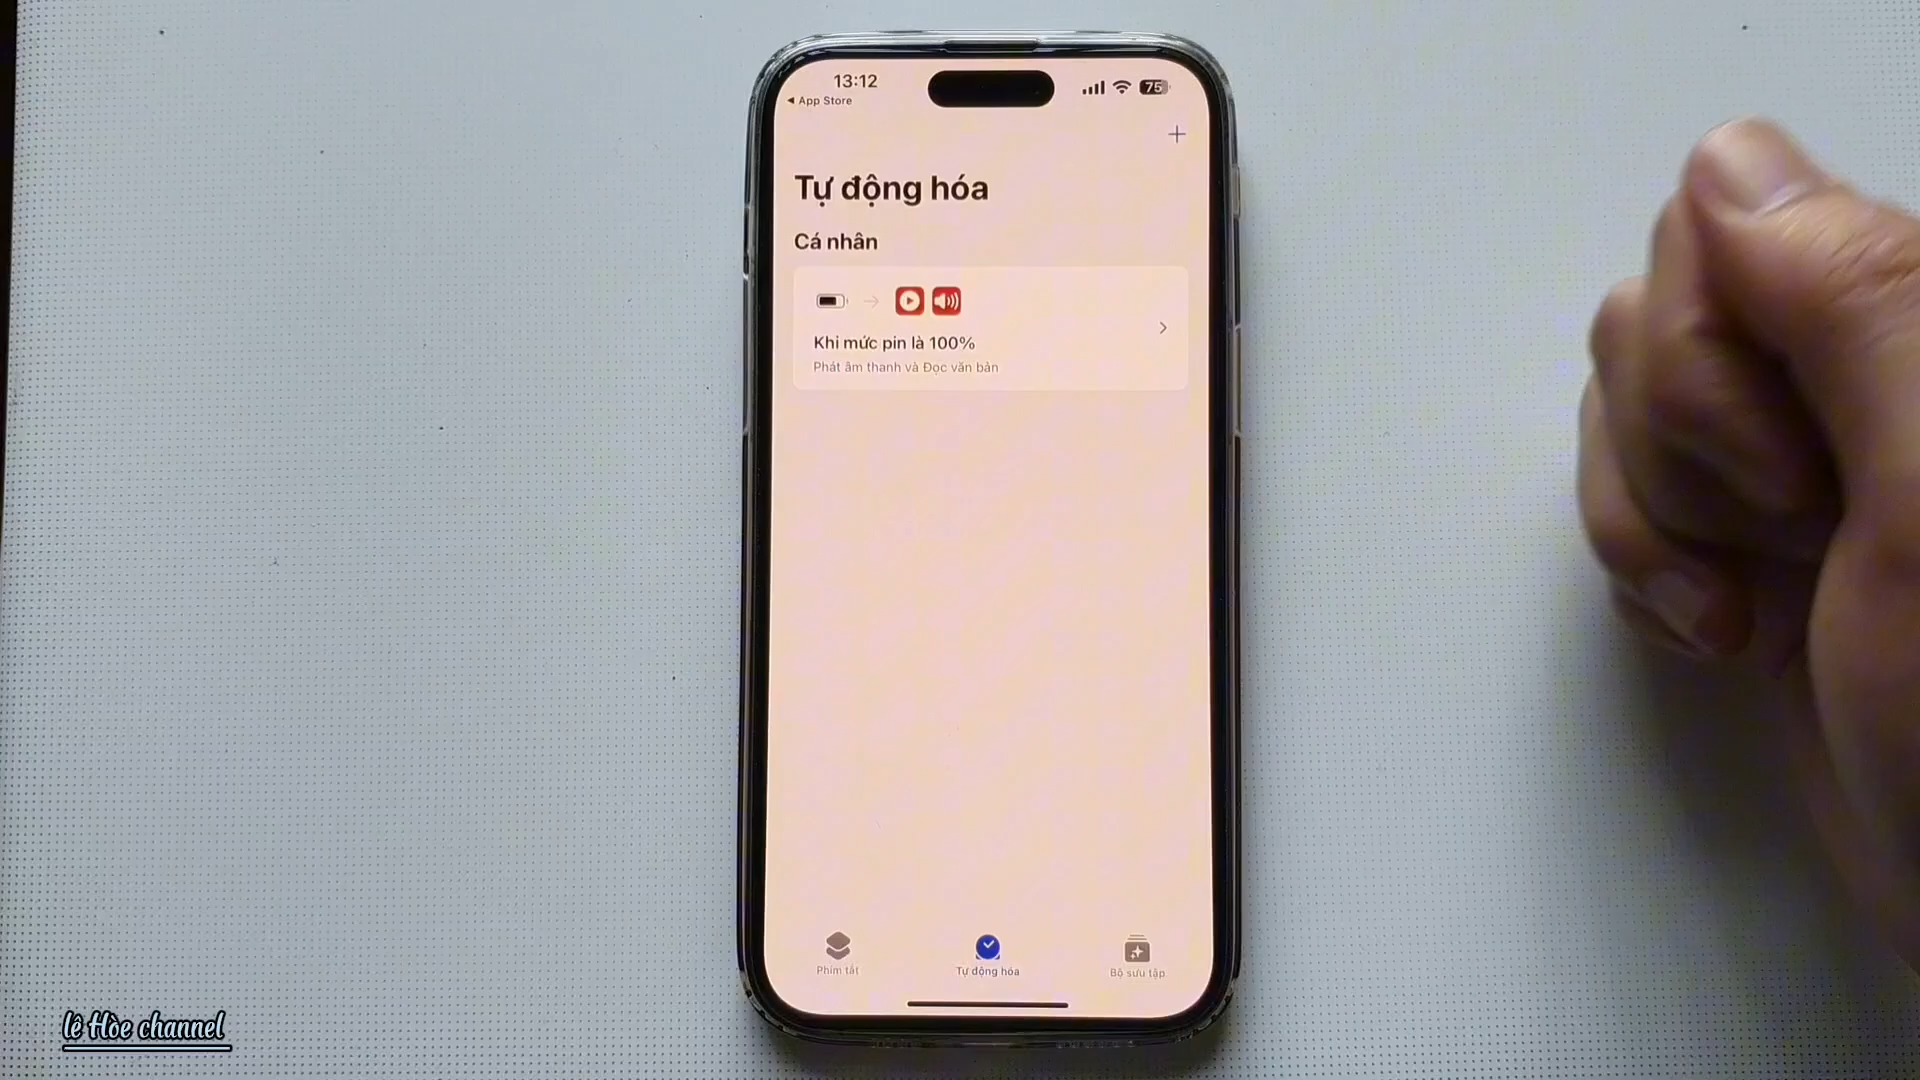 13:12
75
◀ App Store
+
Tự động hóa
Cá nhân
Khi mức pin là 100%
Phát âm thanh và Đọc văn bản
Phím tắt
Tự động hóa
Bộ sưu tập
lê Hòe channel